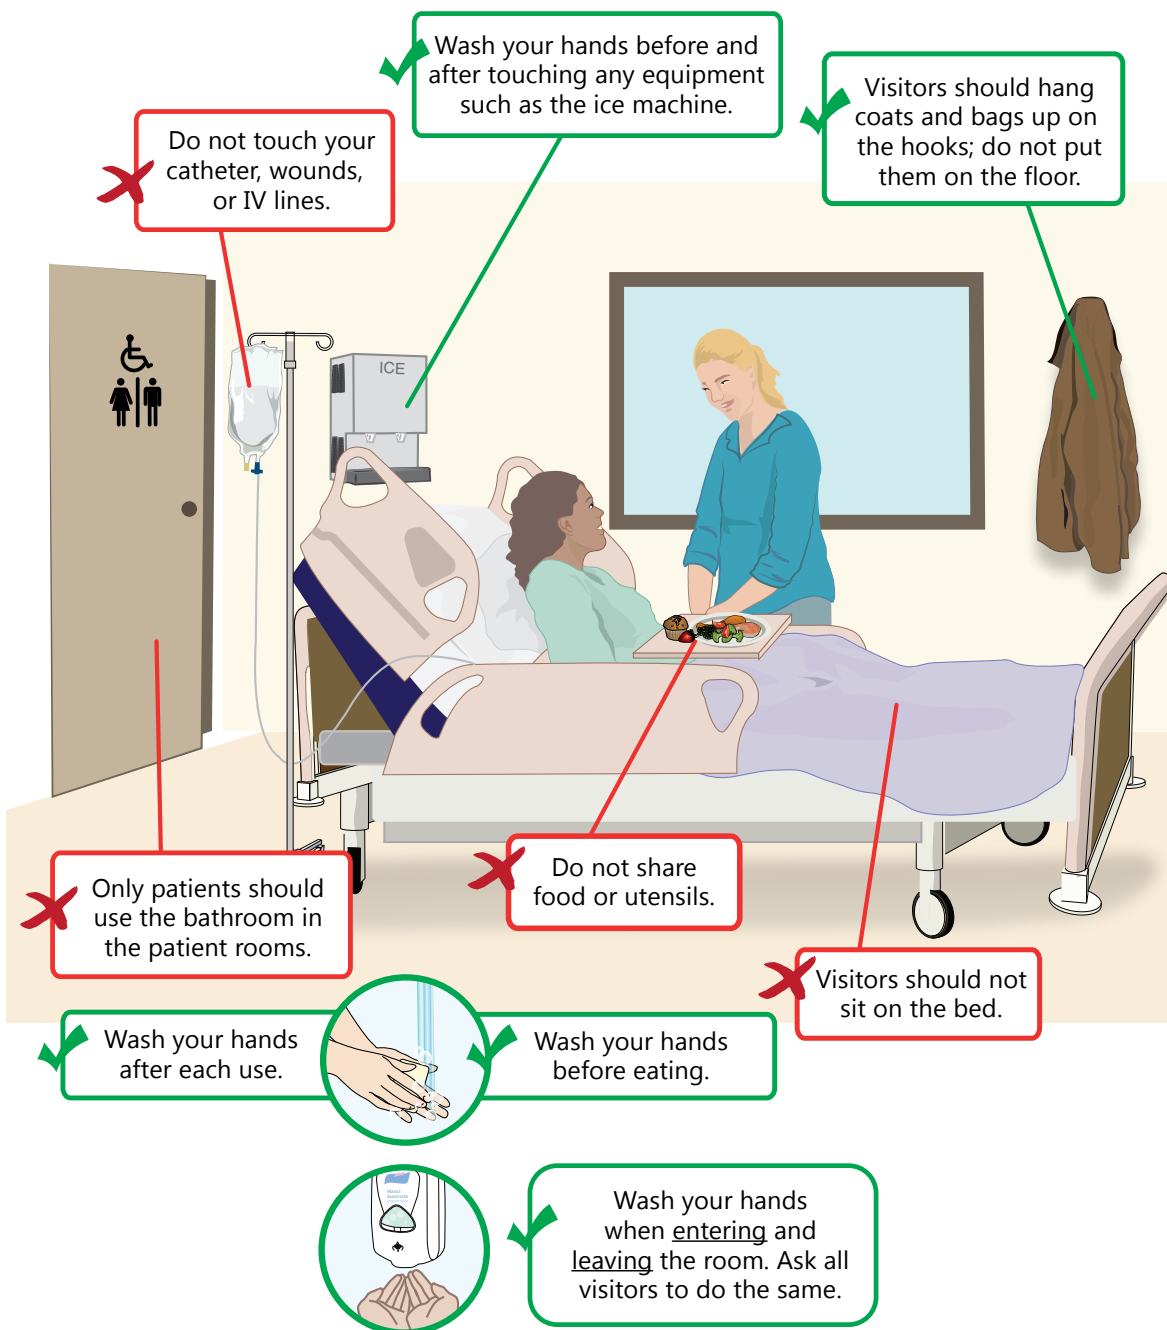 Wash your hands before and
after touching any equipment
such as the ice machine.
Visitors should hang
coats and bags up on
the hooks; do not put
them on the floor.
Do not touch your
catheter, wounds,
or IV lines.
ICE
Only patients should
use the bathroom in
the patient rooms.
Do not share
food or utensils.
Visitors should not
sit on the bed.
Wash your hands
after each use.
Wash your hands
before eating.
Wash your hands
when entering and
leaving the room. Ask all
visitors to do the same.